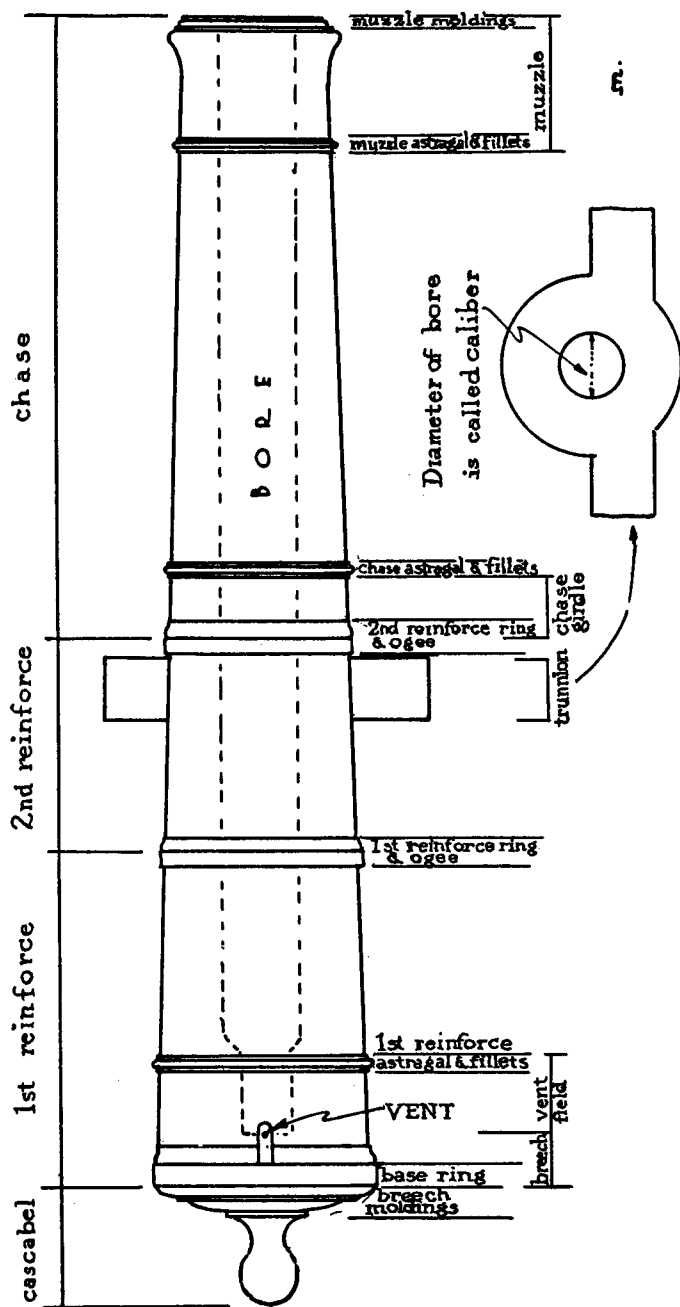 muzzle moldings
muzzle
m.
muzzle astragal & fillets
chase
BORE
Diameter of bore
is called caliber
chase astragal & fillets
chase
girdle
2nd reinforce ring
& ogee
trunnion
2nd reinforce
1st reinforce ring
& ogee
1st reinforce
1st reinforce
astragal & fillets
vent
field
VENT
breech
base ring
breech
moldings
cascabel